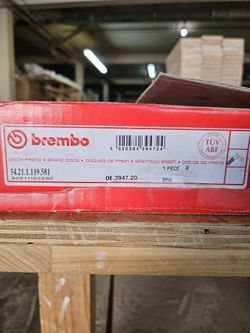 brembo
DISCHI FRENO • BRAKE DISCS • DISQUES DE FREIN • BREMSSCHEIBEN • DISCOS DE FRENO
TÜV
ABE
34.21.1.119.581
1 PIECE
08.3947.20
BMW